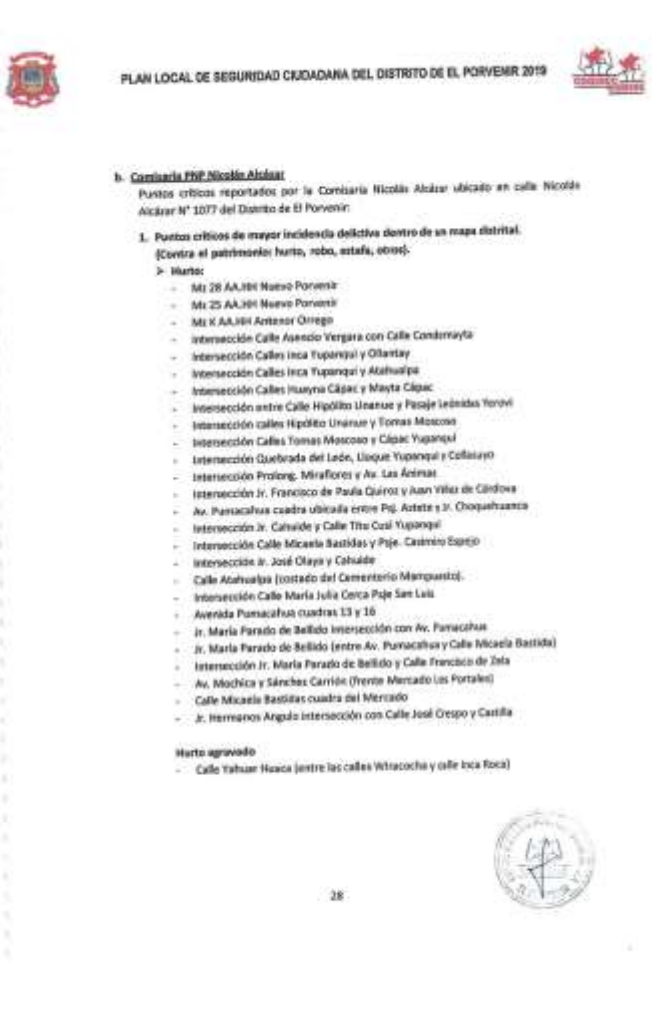 PLAN LOCAL DE SEGURIDAD CIUDADANA DEL DISTRITO DE EL PORVENIR 2019
b. Comisaria PNP Nicolás Alcázar
Puntos críticos reportados por la Comisaria Nicolás Alcázar ubicado en calle Nicolás
Alcázar N° 1077 del Distrito de El Porvenir:
1. Puntos críticos de mayor incidencia delictiva dentro de un mapa distrital.
(Contra el patrimonio: hurto, robo, estafa, otros).
➢ Hurto:
- Mz 28 AA.HH Nuevo Porvenir
- Mz 25 AA.HH Nuevo Porvenir
- Mz K AA.HH Antenor Orrego
- Intersección Calle Asencio Vergara con Calle Condemayta
- Intersección Calles Inca Yupanqui y Ollantay
- Intersección Calles Inca Yupanqui y Atahualpa
- Intersección Calles Huayna Cápac y Mayta Cápac
- Intersección entre Calle Hipólito Unanue y Pasaje Leónidas Yerovi
- Intersección calles Hipólito Unanue y Tomas Moscoso
- Intersección Calles Tomas Moscoso y Cápac Yupanqui
- Intersección Quebrada del León, Lloque Yupanqui y Collasuyo
- Intersección Prolong. Miraflores y Av. Las Ánimas
- Intersección Jr. Francisco de Paula Quiroz y Juan Vélez de Córdova
- Av. Pumacahua cuadra ubicada entre Psj. Astete y Jr. Choquehuanca
- Intersección Jr. Cahuide y Calle Tito Cusi Yupanqui
- Intersección Calle Micaela Bastidas y Psje. Casimiro Espejo
- Intersección Jr. José Olaya y Cahuide
- Calle Atahualpa (costado del Cementerio Mampuesto).
- Intersección Calle María Julia Cerca Psje San Luis
- Avenida Pumacahua cuadras 13 y 16
- Jr. María Parado de Bellido intersección con Av. Pumacahua
- Jr. María Parado de Bellido (entre Av. Pumacahua y Calle Micaela Bastida)
- Intersección Jr. María Parado de Bellido y Calle Francisco de Zela
- Av. Mochica y Sánchez Carrión (frente Mercado Los Portales)
- Calle Micaela Bastidas cuadra del Mercado
- Jr. Hermanos Angulo intersección con Calle José Crespo y Castilla
Hurto agravado
- Calle Yahuar Huaca (entre las calles Wiracocha y calle Inca Roca)
28